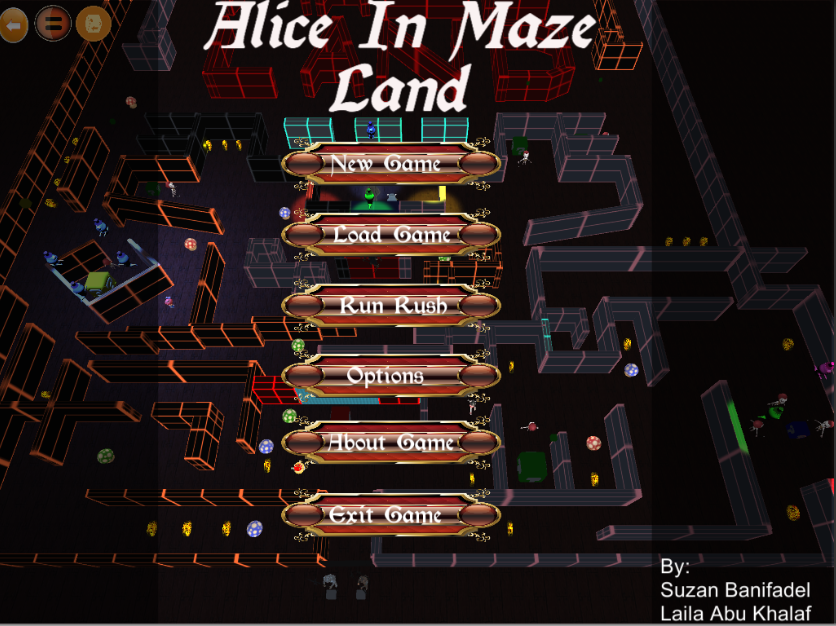 Alice In Maze
Land
New Game
Load Game
Run Rush
Options
About Game
Exit Game
By:
Suzan Banifadel
Laila Abu Khalaf